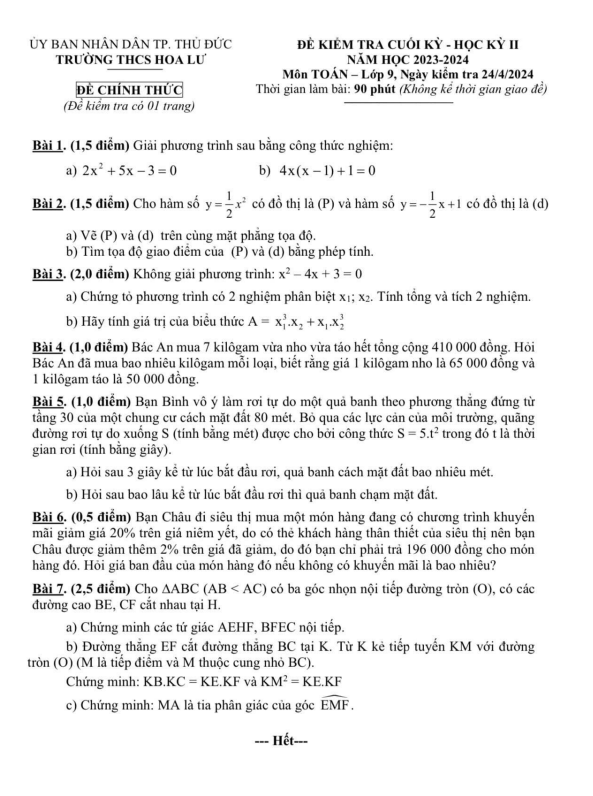 ỦY BAN NHÂN DÂN TP. THỦ ĐỨC
TRƯỜNG THCS HOA LƯ
ĐỀ CHÍNH THỨC
(Đề kiểm tra có 01 trang)
ĐỀ KIỂM TRA CUỐI KỲ - HỌC KỲ II
NĂM HỌC 2023-2024
Môn TOÁN – Lớp 9, Ngày kiểm tra 24/4/2024
Thời gian làm bài: 90 phút (Không kể thời gian giao đề)
Bài 1. (1,5 điểm) Giải phương trình sau bằng công thức nghiệm:
a) 2x² + 5x − 3 = 0 b) 4x(x − 1) + 1 = 0
Bài 2. (1,5 điểm) Cho hàm số y = 1/2 x² có đồ thị là (P) và hàm số y = −1/2 x + 1 có đồ thị là (d)
a) Vẽ (P) và (d) trên cùng mặt phẳng tọa độ.
b) Tìm tọa độ giao điểm của (P) và (d) bằng phép tính.
Bài 3. (2,0 điểm) Không giải phương trình: x² – 4x + 3 = 0
a) Chứng tỏ phương trình có 2 nghiệm phân biệt x₁; x₂. Tính tổng và tích 2 nghiệm.
b) Hãy tính giá trị của biểu thức A = x₁³.x₂ + x₁.x₂³
Bài 4. (1,0 điểm) Bác An mua 7 kilôgam vừa nho vừa táo hết tổng cộng 410 000 đồng. Hỏi
Bác An đã mua bao nhiêu kilôgam mỗi loại, biết rằng giá 1 kilôgam nho là 65 000 đồng và
1 kilôgam táo là 50 000 đồng.
Bài 5. (1,0 điểm) Bạn Bình vô ý làm rơi tự do một quả banh theo phương thẳng đứng từ
tầng 30 của một chung cư cách mặt đất 80 mét. Bỏ qua các lực cản của môi trường, quãng
đường rơi tự do xuống S (tính bằng mét) được cho bởi công thức S = 5.t² trong đó t là thời
gian rơi (tính bằng giây).
a) Hỏi sau 3 giây kể từ lúc bắt đầu rơi, quả banh cách mặt đất bao nhiêu mét.
b) Hỏi sau bao lâu kể từ lúc bắt đầu rơi thì quả banh chạm mặt đất.
Bài 6. (0,5 điểm) Bạn Châu đi siêu thị mua một món hàng đang có chương trình khuyến
mãi giảm giá 20% trên giá niêm yết, do có thẻ khách hàng thân thiết của siêu thị nên bạn
Châu được giảm thêm 2% trên giá đã giảm, do đó bạn chỉ phải trả 196 000 đồng cho món
hàng đó. Hỏi giá ban đầu của món hàng đó nếu không có khuyến mãi là bao nhiêu?
Bài 7. (2,5 điểm) Cho ΔABC (AB < AC) có ba góc nhọn nội tiếp đường tròn (O), có các
đường cao BE, CF cắt nhau tại H.
a) Chứng minh các tứ giác AEHF, BFEC nội tiếp.
b) Đường thẳng EF cắt đường thẳng BC tại K. Từ K kẻ tiếp tuyến KM với đường
tròn (O) (M là tiếp điểm và M thuộc cung nhỏ BC).
Chứng minh: KB.KC = KE.KF và KM² = KE.KF
c) Chứng minh: MA là tia phân giác của góc EMF.
--- Hết---